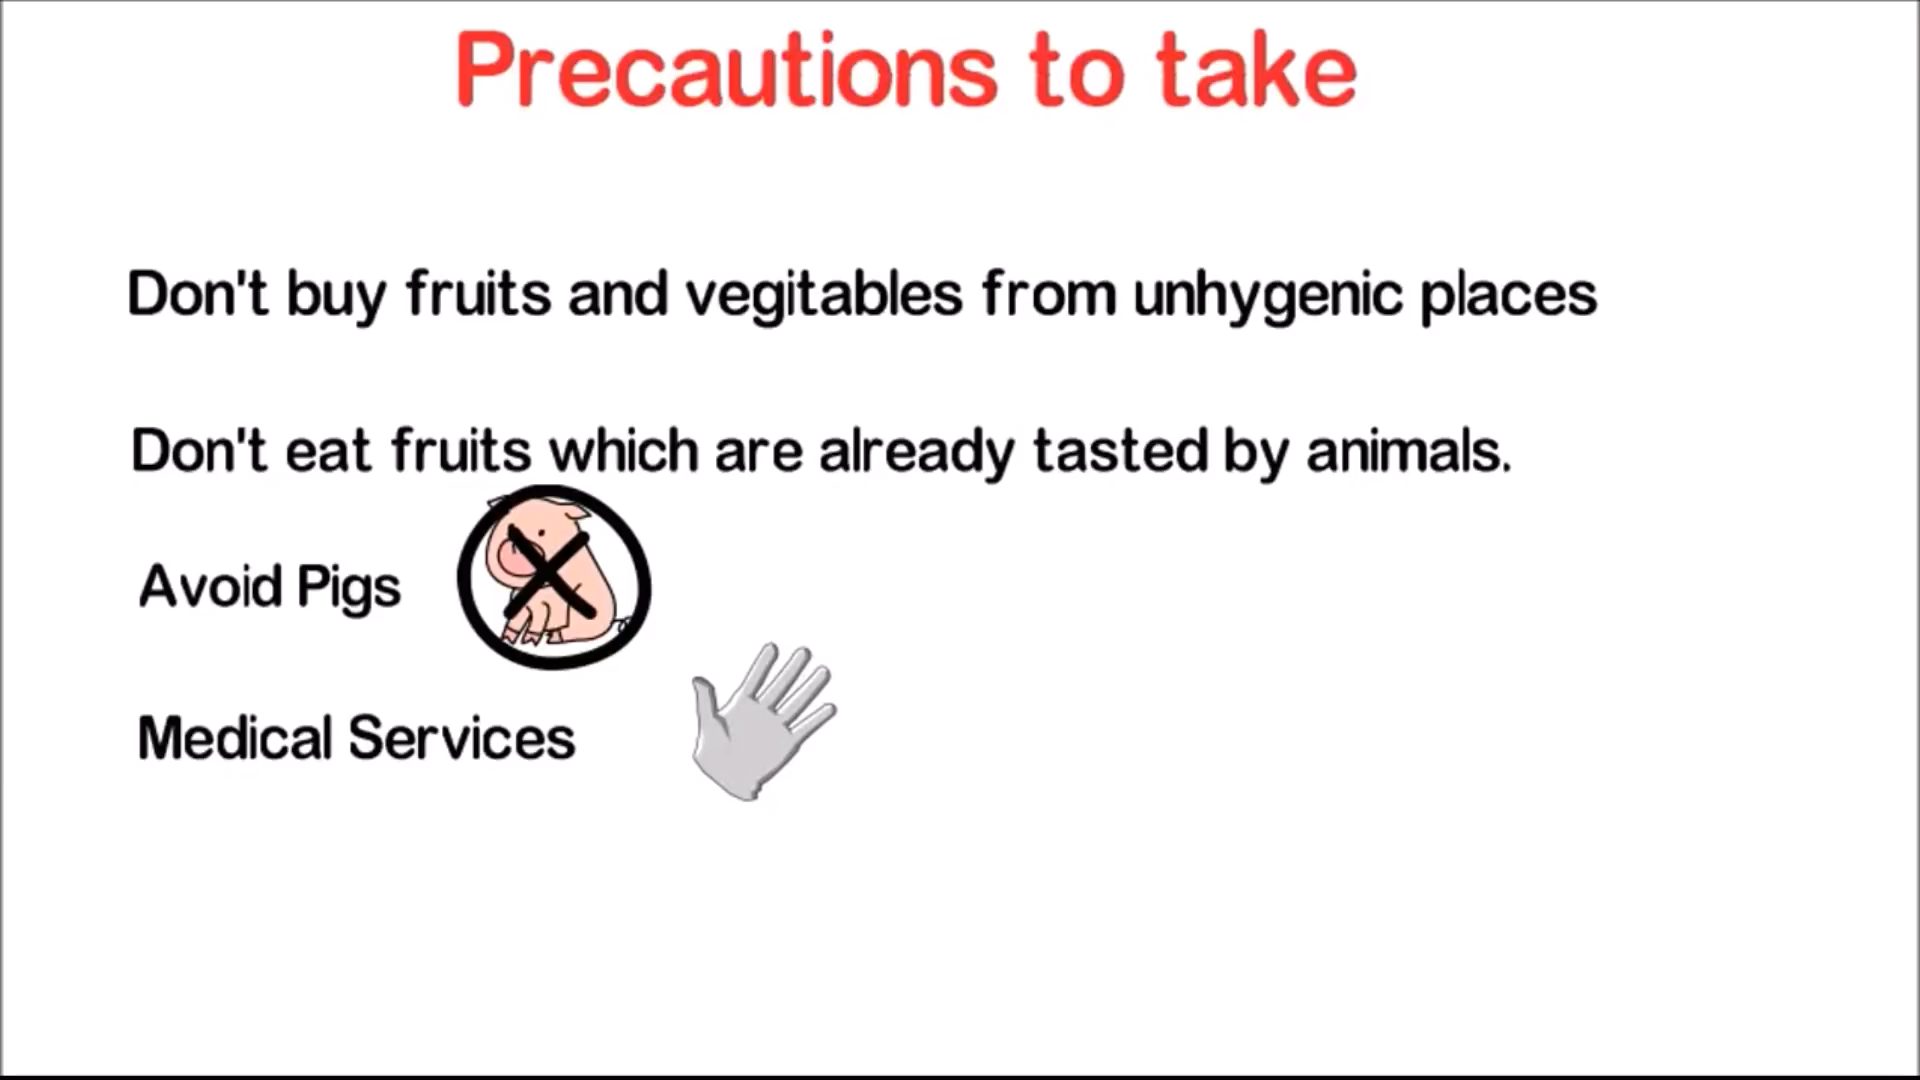 Precautions to take
Don't buy fruits and vegitables from unhygenic places
Don't eat fruits which are already tasted by animals.
Avoid Pigs
Medical Services